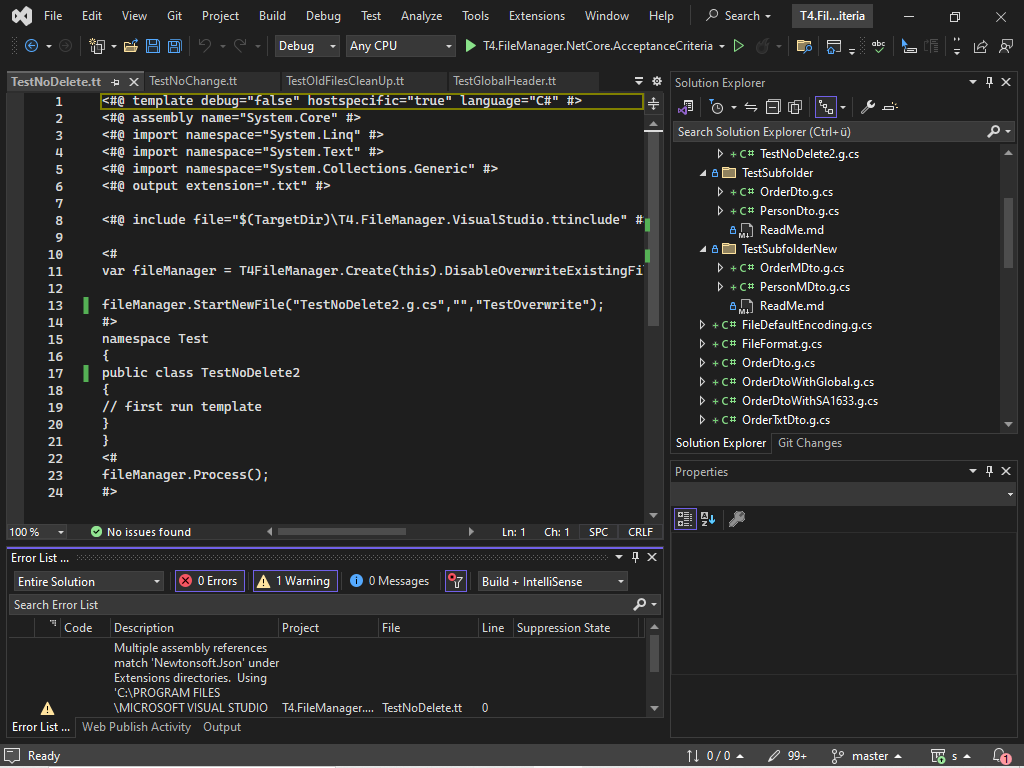 File Edit View Git Project Build Debug Test Analyze Tools Extensions Window Help Search T4.Fil...iteria
Debug Any CPU T4.FileManager.NetCore.AcceptanceCriteria
TestNoDelete.tt TestNoChange.tt TestOldFilesCleanUp.tt TestGlobalHeader.tt
1 <#@ template debug="false" hostspecific="true" language="C#" #>
2 <#@ assembly name="System.Core" #>
3 <#@ import namespace="System.Linq" #>
4 <#@ import namespace="System.Text" #>
5 <#@ import namespace="System.Collections.Generic" #>
6 <#@ output extension=".txt" #>
7
8 <#@ include file="$(TargetDir)\T4.FileManager.VisualStudio.ttinclude" #
9
10 <#
11 var fileManager = T4FileManager.Create(this).DisableOverwriteExistingFi
12
13 fileManager.StartNewFile("TestNoDelete2.g.cs","","TestOverwrite");
14 #>
15 namespace Test
16 {
17 public class TestNoDelete2
18 {
19 // first run template
20 }
21 }
22 <#
23 fileManager.Process();
24 #>
100 % No issues found Ln: 1 Ch: 1 SPC CRLF
Error List ...
Entire Solution 0 Errors 1 Warning 0 Messages Build + IntelliSense
Search Error List
Code Description Project File Line Suppression State
Multiple assembly references
match 'Newtonsoft.Json' under
Extensions directories. Using
'C:\PROGRAM FILES
\MICROSOFT VISUAL STUDIO T4.FileManager.... TestNoDelete.tt 0
Error List ... Web Publish Activity Output
Solution Explorer
Search Solution Explorer (Ctrl+ü)
+ C# TestNoDelete2.g.cs
TestSubfolder
+ C# OrderDto.g.cs
+ C# PersonDto.g.cs
ReadMe.md
TestSubfolderNew
+ C# OrderMDto.g.cs
+ C# PersonMDto.g.cs
ReadMe.md
+ C# FileDefaultEncoding.g.cs
+ C# FileFormat.g.cs
+ C# OrderDto.g.cs
+ C# OrderDtoWithGlobal.g.cs
+ C# OrderDtoWithSA1633.g.cs
+ C# OrderTxtDto.g.cs
Solution Explorer Git Changes
Properties
Ready 0 / 0 99+ master s 1